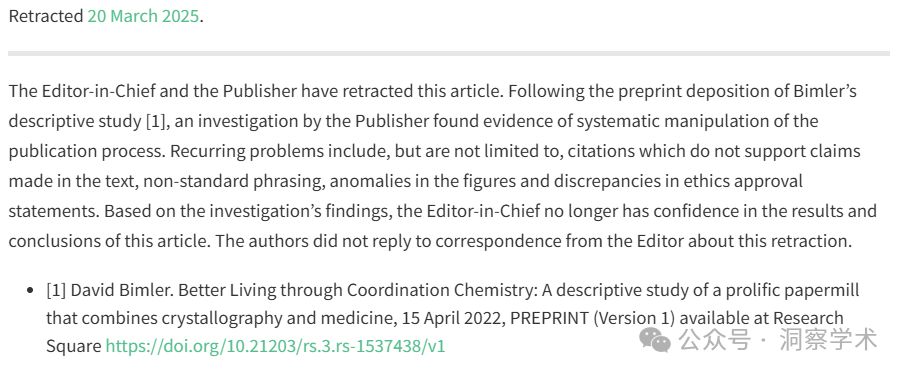 Retracted 20 March 2025.
The Editor-in-Chief and the Publisher have retracted this article. Following the preprint deposition of Bimler’s
descriptive study [1], an investigation by the Publisher found evidence of systematic manipulation of the
publication process. Recurring problems include, but are not limited to, citations which do not support claims
made in the text, non-standard phrasing, anomalies in the figures and discrepancies in ethics approval
statements. Based on the investigation’s findings, the Editor-in-Chief no longer has confidence in the results and
conclusions of this article. The authors did not reply to correspondence from the Editor about this retraction.
• [1] David Bimler. Better Living through Coordination Chemistry: A descriptive study of a prolific papermill
that combines crystallography and medicine, 15 April 2022, PREPRINT (Version 1) available at Research
Square https://doi.org/10.21203/rs.3.rs-1537438/v1
公众号 · 洞察学术